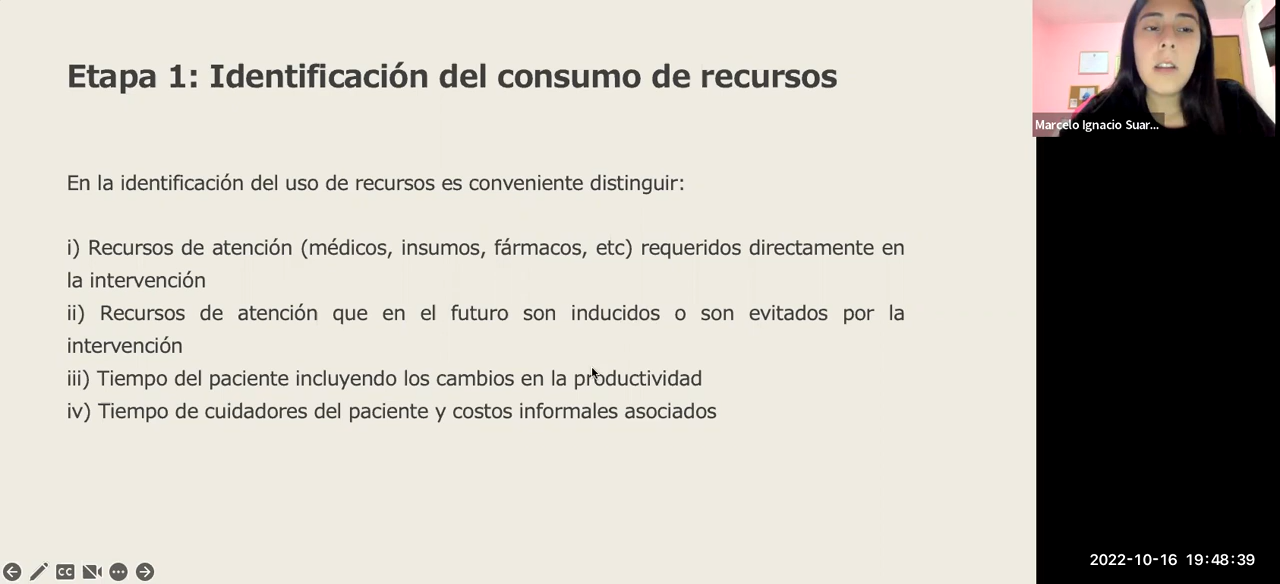 Etapa 1: Identificación del consumo de recursos
En la identificación del uso de recursos es conveniente distinguir:
i) Recursos de atención (médicos, insumos, fármacos, etc) requeridos directamente en
la intervención
ii) Recursos de atención que en el futuro son inducidos o son evitados por la
intervención
iii) Tiempo del paciente incluyendo los cambios en la productividad
iv) Tiempo de cuidadores del paciente y costos informales asociados
Marcelo Ignacio Suar...
CC
2022-10-16 19:48:39